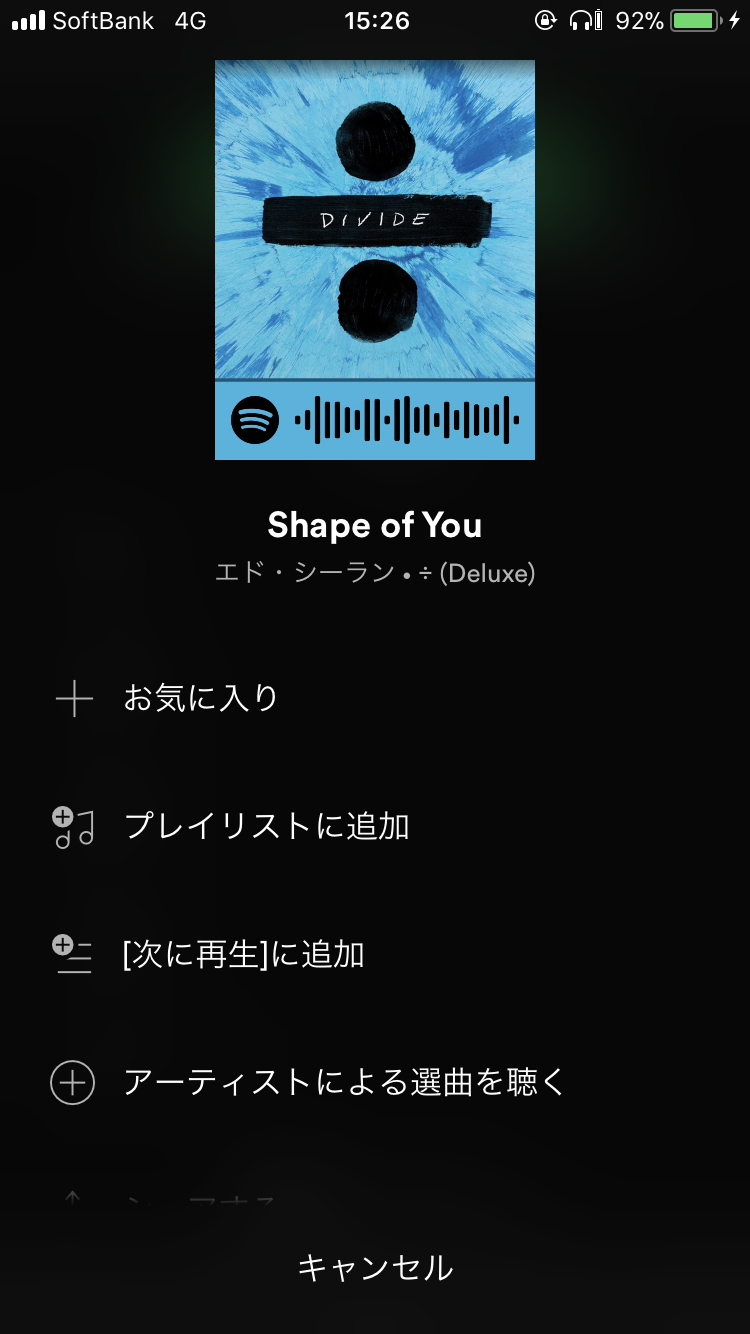 SoftBank 4G 15:26 92%
DIVIDE
Shape of You
エド・シーラン • ÷ (Deluxe)
お気に入り
プレイリストに追加
[次に再生]に追加
アーティストによる選曲を聴く
キャンセル